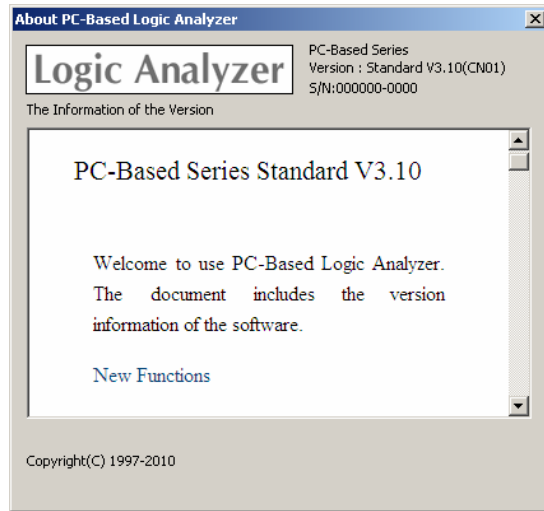 About PC-Based Logic Analyzer
Logic Analyzer
PC-Based Series
Version : Standard V3.10(CN01)
S/N:000000-0000
The Information of the Version
PC-Based Series Standard V3.10
Welcome to use PC-Based Logic Analyzer.
The document includes the version
information of the software.
New Functions
Copyright(C) 1997-2010